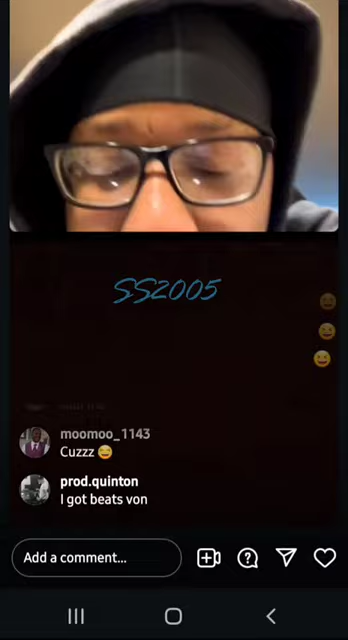 SS2005
moomoo_1143
Cuzzz 😂
prod.quinton
I got beats von
Add a comment...